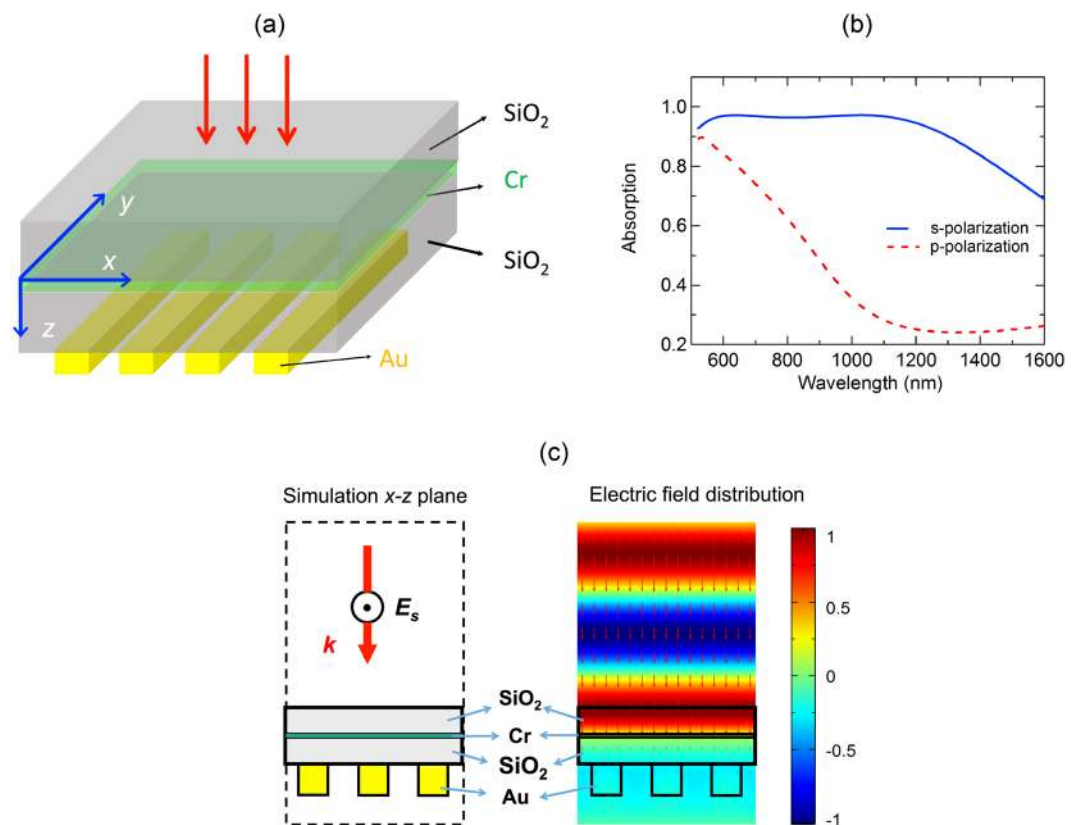 (a)
SiO₂
Cr
SiO₂
Au
y
x
z
(b)
Absorption
1.0
0.8
0.6
0.4
0.2
s-polarization
p-polarization
600 800 1000 1200 1400 1600
Wavelength (nm)
(c)
Simulation x-z plane
Electric field distribution
Eₛ
k
SiO₂
Cr
SiO₂
Au
1
0.5
0
-0.5
-1